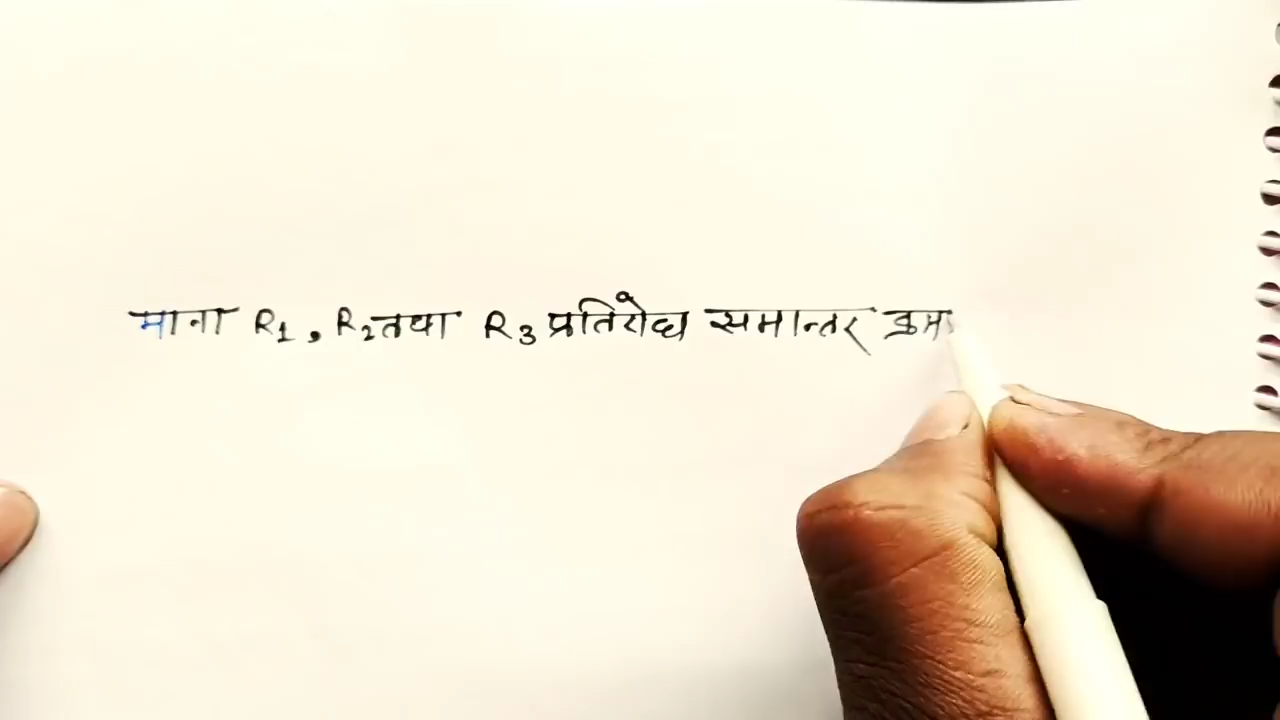 माना R₁, R₂ तथा R₃ प्रतिरोध समान्तर क्रम